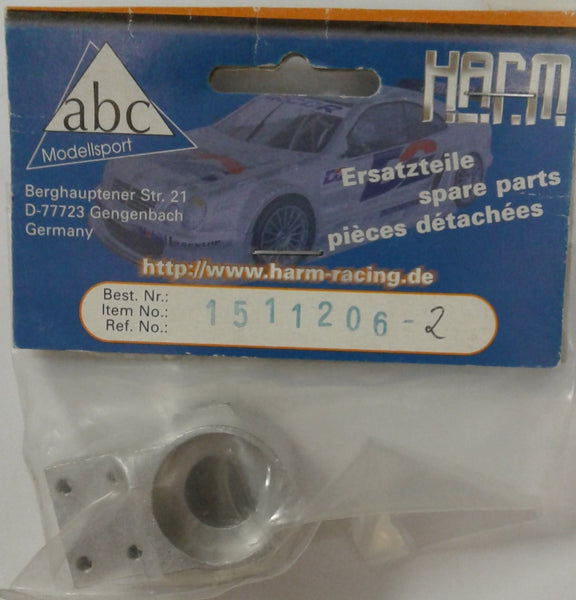 abc
Modellsport
HARM
Berghauptener Str. 21
D-77723 Gengenbach
Germany
Ersatzteile
spare parts
pièces détachées
http://www.harm-racing.de
Best. Nr.:
Item No.:
Ref. No.:
1511206-2